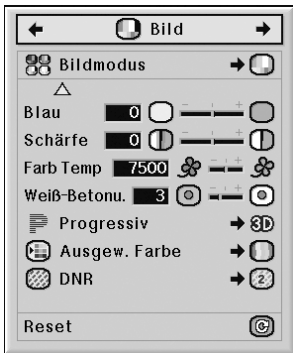 Bild
Bildmodus
Blau 0
Schärfe 0
Farb Temp 7500
Weiß-Betonu. 3
Progressiv 3D
Ausgew. Farbe
DNR 2
Reset